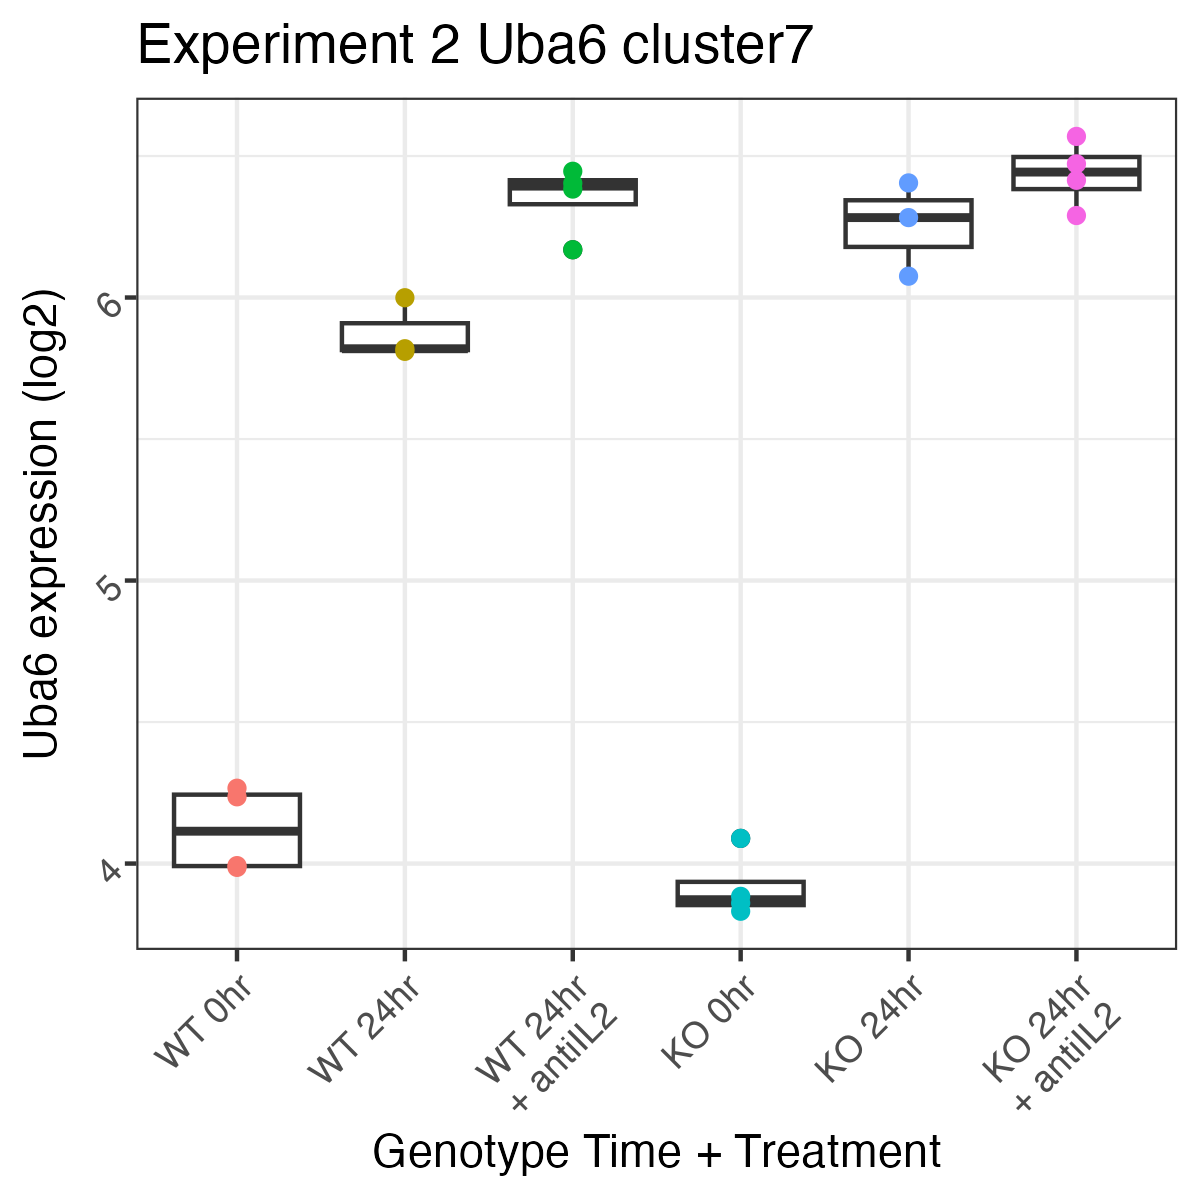 Experiment 2 Uba6 cluster7
Uba6 expression (log2)
6
5
4
WT 0hr
WT 24hr
WT 24hr
+ antiIL2
KO 0hr
KO 24hr
KO 24hr
+ antiIL2
Genotype Time + Treatment